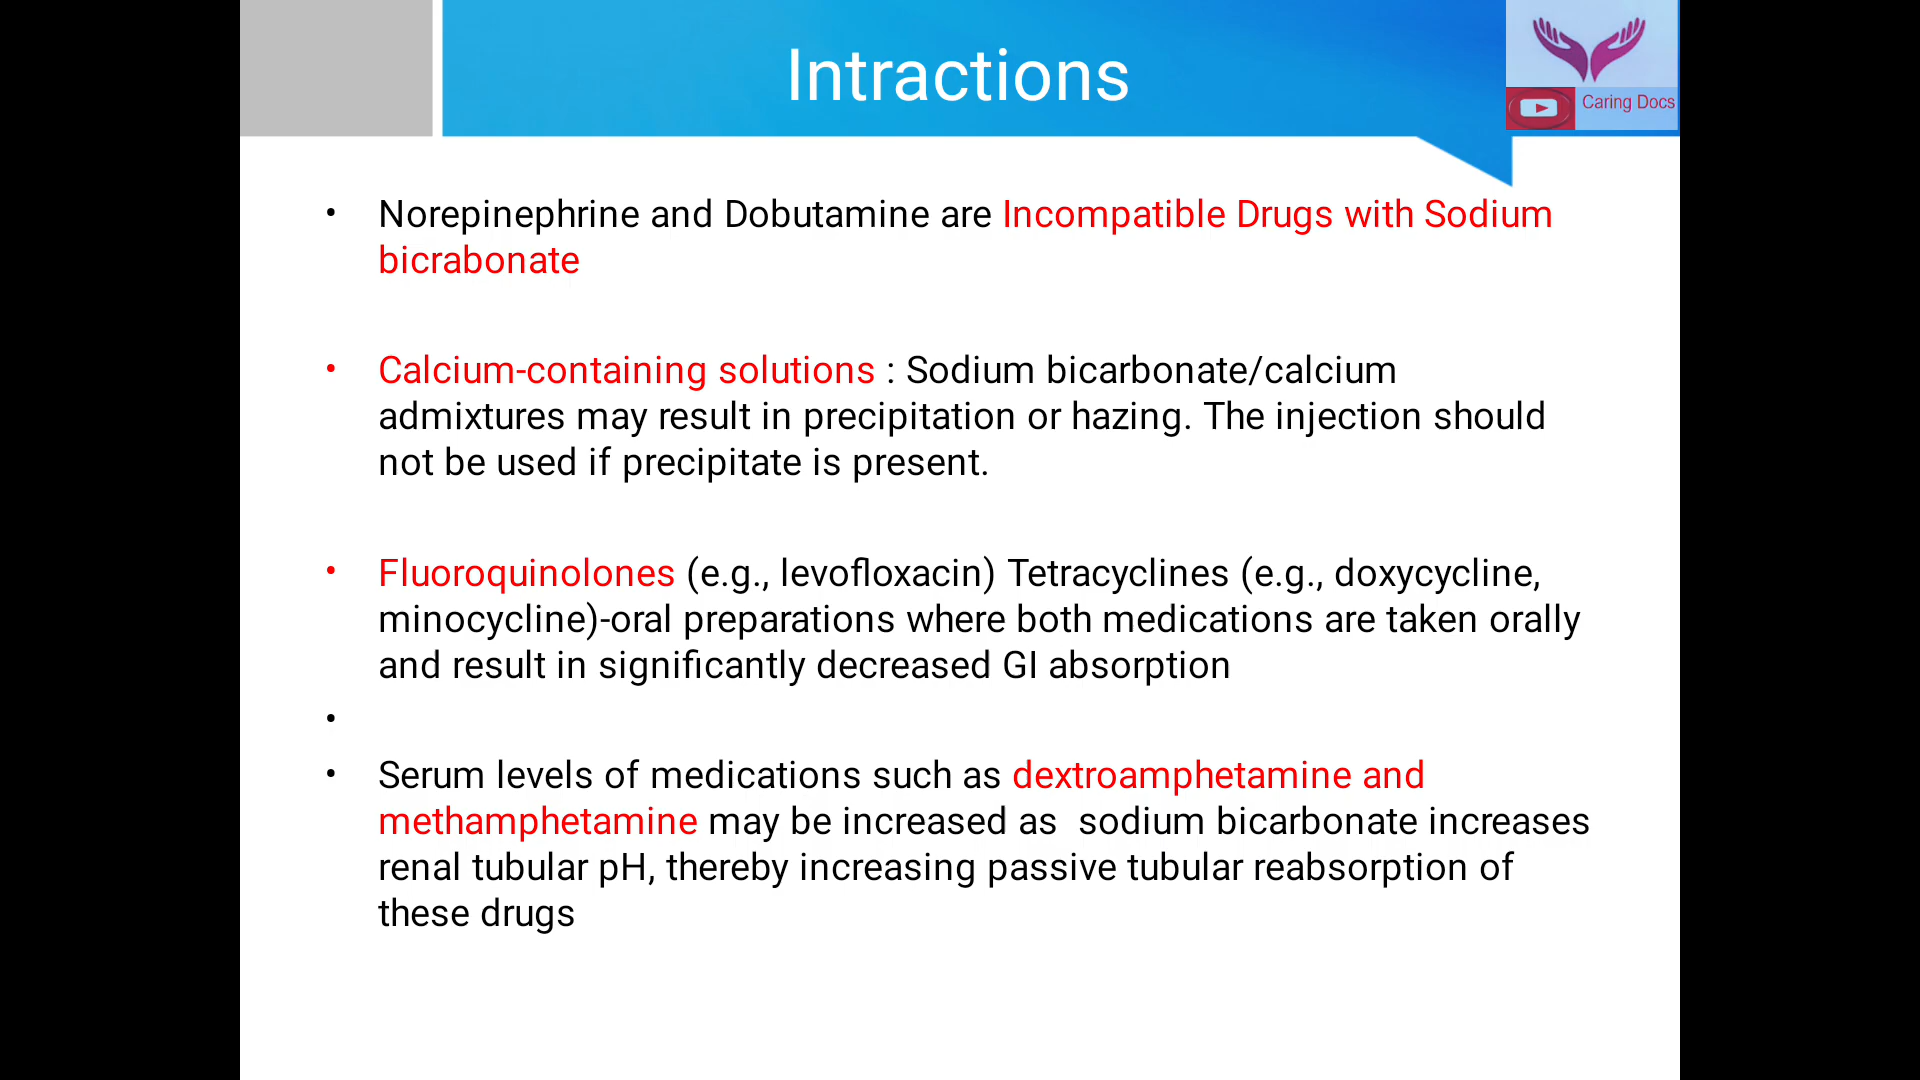 Intractions
Caring Docs
• Norepinephrine and Dobutamine are Incompatible Drugs with Sodium
bicrabonate
• Calcium-containing solutions : Sodium bicarbonate/calcium
admixtures may result in precipitation or hazing. The injection should
not be used if precipitate is present.
• Fluoroquinolones (e.g., levofloxacin) Tetracyclines (e.g., doxycycline,
minocycline)-oral preparations where both medications are taken orally
and result in significantly decreased GI absorption
•
• Serum levels of medications such as dextroamphetamine and
methamphetamine may be increased as  sodium bicarbonate increases
renal tubular pH, thereby increasing passive tubular reabsorption of
these drugs